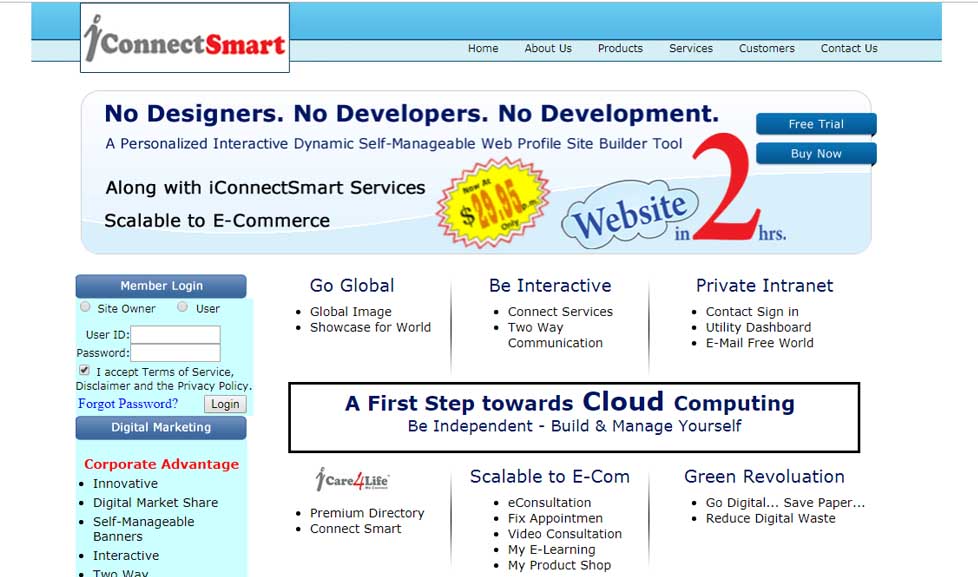 iConnectSmart
Home About Us Products Services Customers Contact Us
No Designers. No Developers. No Development.
A Personalized Interactive Dynamic Self-Manageable Web Profile Site Builder Tool
Along with iConnectSmart Services
Scalable to E-Commerce
Now At
$29.95 p.m.
Only
Website
in 2 hrs.
Free Trial
Buy Now
Member Login
Site Owner User
User ID:
Password:
I accept Terms of Service,
Disclaimer and the Privacy Policy.
Forgot Password? Login
Digital Marketing
Corporate Advantage
Innovative
Digital Market Share
Self-Manageable
Banners
Interactive
Two Way
Go Global
Global Image
Showcase for World
Be Interactive
Connect Services
Two Way
Communication
Private Intranet
Contact Sign in
Utility Dashboard
E-Mail Free World
A First Step towards Cloud Computing
Be Independent - Build & Manage Yourself
iCare4Life
Premium Directory
Connect Smart
Scalable to E-Com
eConsultation
Fix Appointmen
Video Consultation
My E-Learning
My Product Shop
Green Revoluation
Go Digital... Save Paper...
Reduce Digital Waste